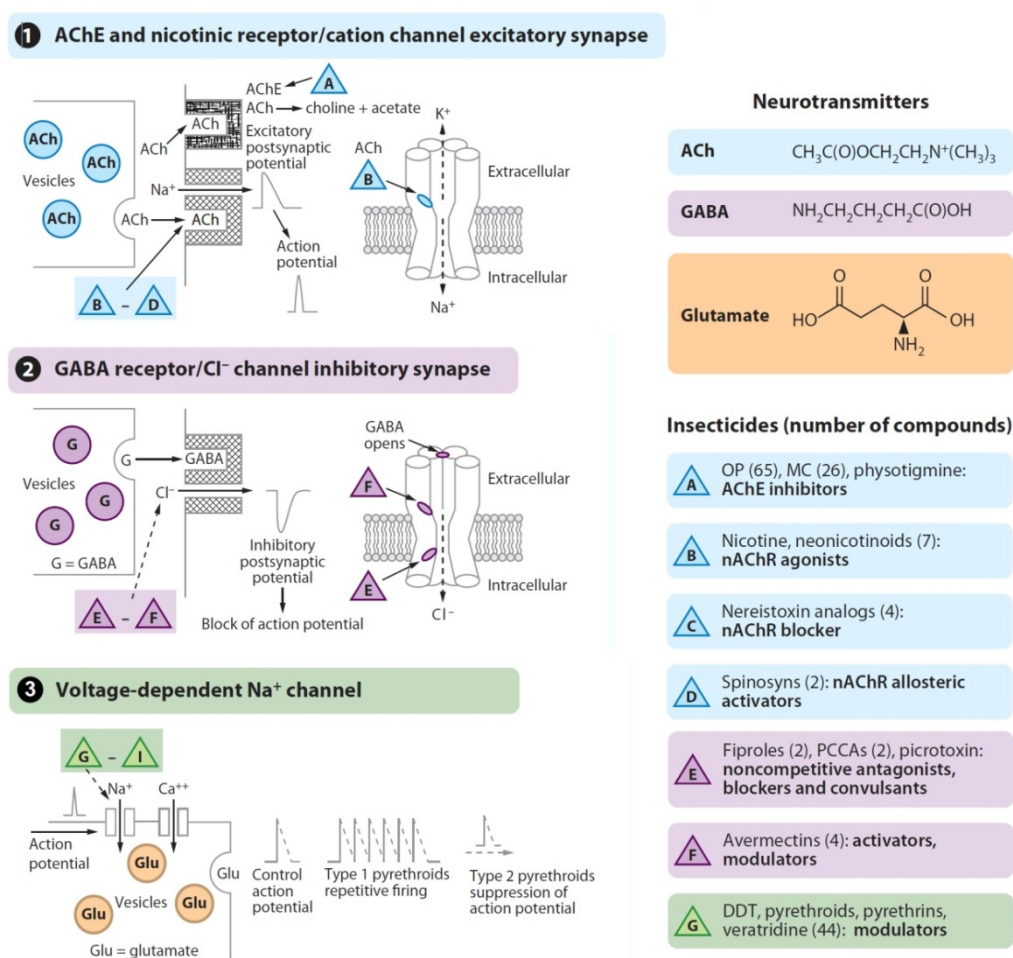 1 AChE and nicotinic receptor/cation channel excitatory synapse
ACh
ACh
ACh
Vesicles
ACh
ACh
AChE
A
ACh → choline + acetate
Excitatory
postsynaptic
potential
Na⁺
ACh
ACh
Action
potential
B – D
K⁺
ACh
B
Extracellular
Intracellular
Na⁺
2 GABA receptor/Cl⁻ channel inhibitory synapse
G
G
G
Vesicles
G = GABA
G
GABA
Cl⁻
Inhibitory
postsynaptic
potential
Block of action potential
E – F
GABA
opens
F
Extracellular
E
Intracellular
Cl⁻
3 Voltage-dependent Na⁺ channel
G – I
Na⁺
Ca⁺⁺
Action
potential
Glu
Glu
Glu
Glu
Vesicles
Glu = glutamate
Control
action
potential
Type 1 pyrethroids
repetitive firing
Type 2 pyrethroids
suppression of
action potential
Neurotransmitters
ACh CH₃C(O)OCH₂CH₂N⁺(CH₃)₃
GABA NH₂CH₂CH₂CH₂C(O)OH
Glutamate
O
O
HO
OH
NH₂
Insecticides (number of compounds)
A
OP (65), MC (26), physotigmine:
AChE inhibitors
B
Nicotine, neonicotinoids (7):
nAChR agonists
C
Nereistoxin analogs (4):
nAChR blocker
D
Spinosyns (2): nAChR allosteric
activators
E
Fiproles (2), PCCAs (2), picrotoxin:
noncompetitive antagonists,
blockers and convulsants
F
Avermectins (4): activators,
modulators
G
DDT, pyrethroids, pyrethrins,
veratridine (44): modulators